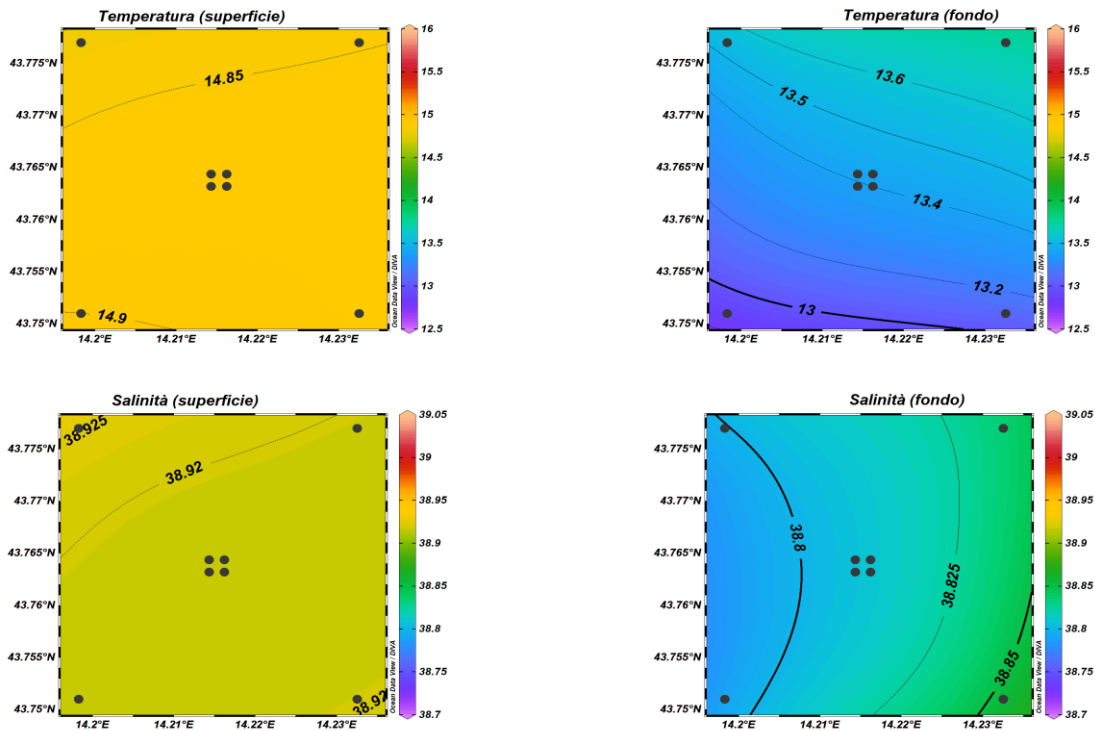 Temperatura (superficie)
43.775°N
43.77°N
43.765°N
43.76°N
43.755°N
43.75°N
14.85
14.9
14.2°E 14.21°E 14.22°E 14.23°E
Ocean Data View / DIVA
16
15.5
15
14.5
14
13.5
13
12.5
Temperatura (fondo)
43.775°N
43.77°N
43.765°N
43.76°N
43.755°N
43.75°N
13.6
13.5
13.4
13.2
13
14.2°E 14.21°E 14.22°E 14.23°E
Ocean Data View / DIVA
16
15.5
15
14.5
14
13.5
13
12.5
Salinità (superficie)
43.775°N
43.77°N
43.765°N
43.76°N
43.755°N
43.75°N
38.925
38.92
38.92
14.2°E 14.21°E 14.22°E 14.23°E
Ocean Data View / DIVA
39.05
39
38.95
38.9
38.85
38.8
38.75
38.7
Salinità (fondo)
43.775°N
43.77°N
43.765°N
43.76°N
43.755°N
43.75°N
38.8
38.825
38.85
14.2°E 14.21°E 14.22°E 14.23°E
Ocean Data View / DIVA
39.05
39
38.95
38.9
38.85
38.8
38.75
38.7